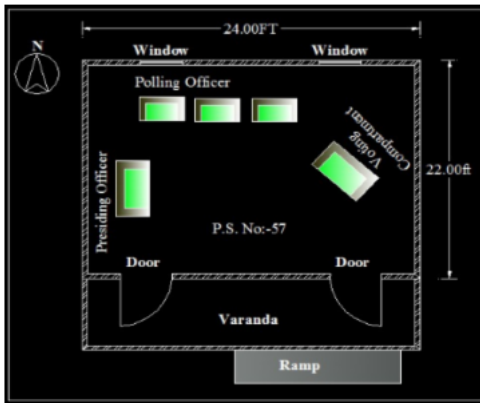 24.00FT
N
Window
Window
Polling Officer
Voting
Compartment
22.00ft
Presiding Officer
P.S. No:-57
Door
Door
Varanda
Ramp